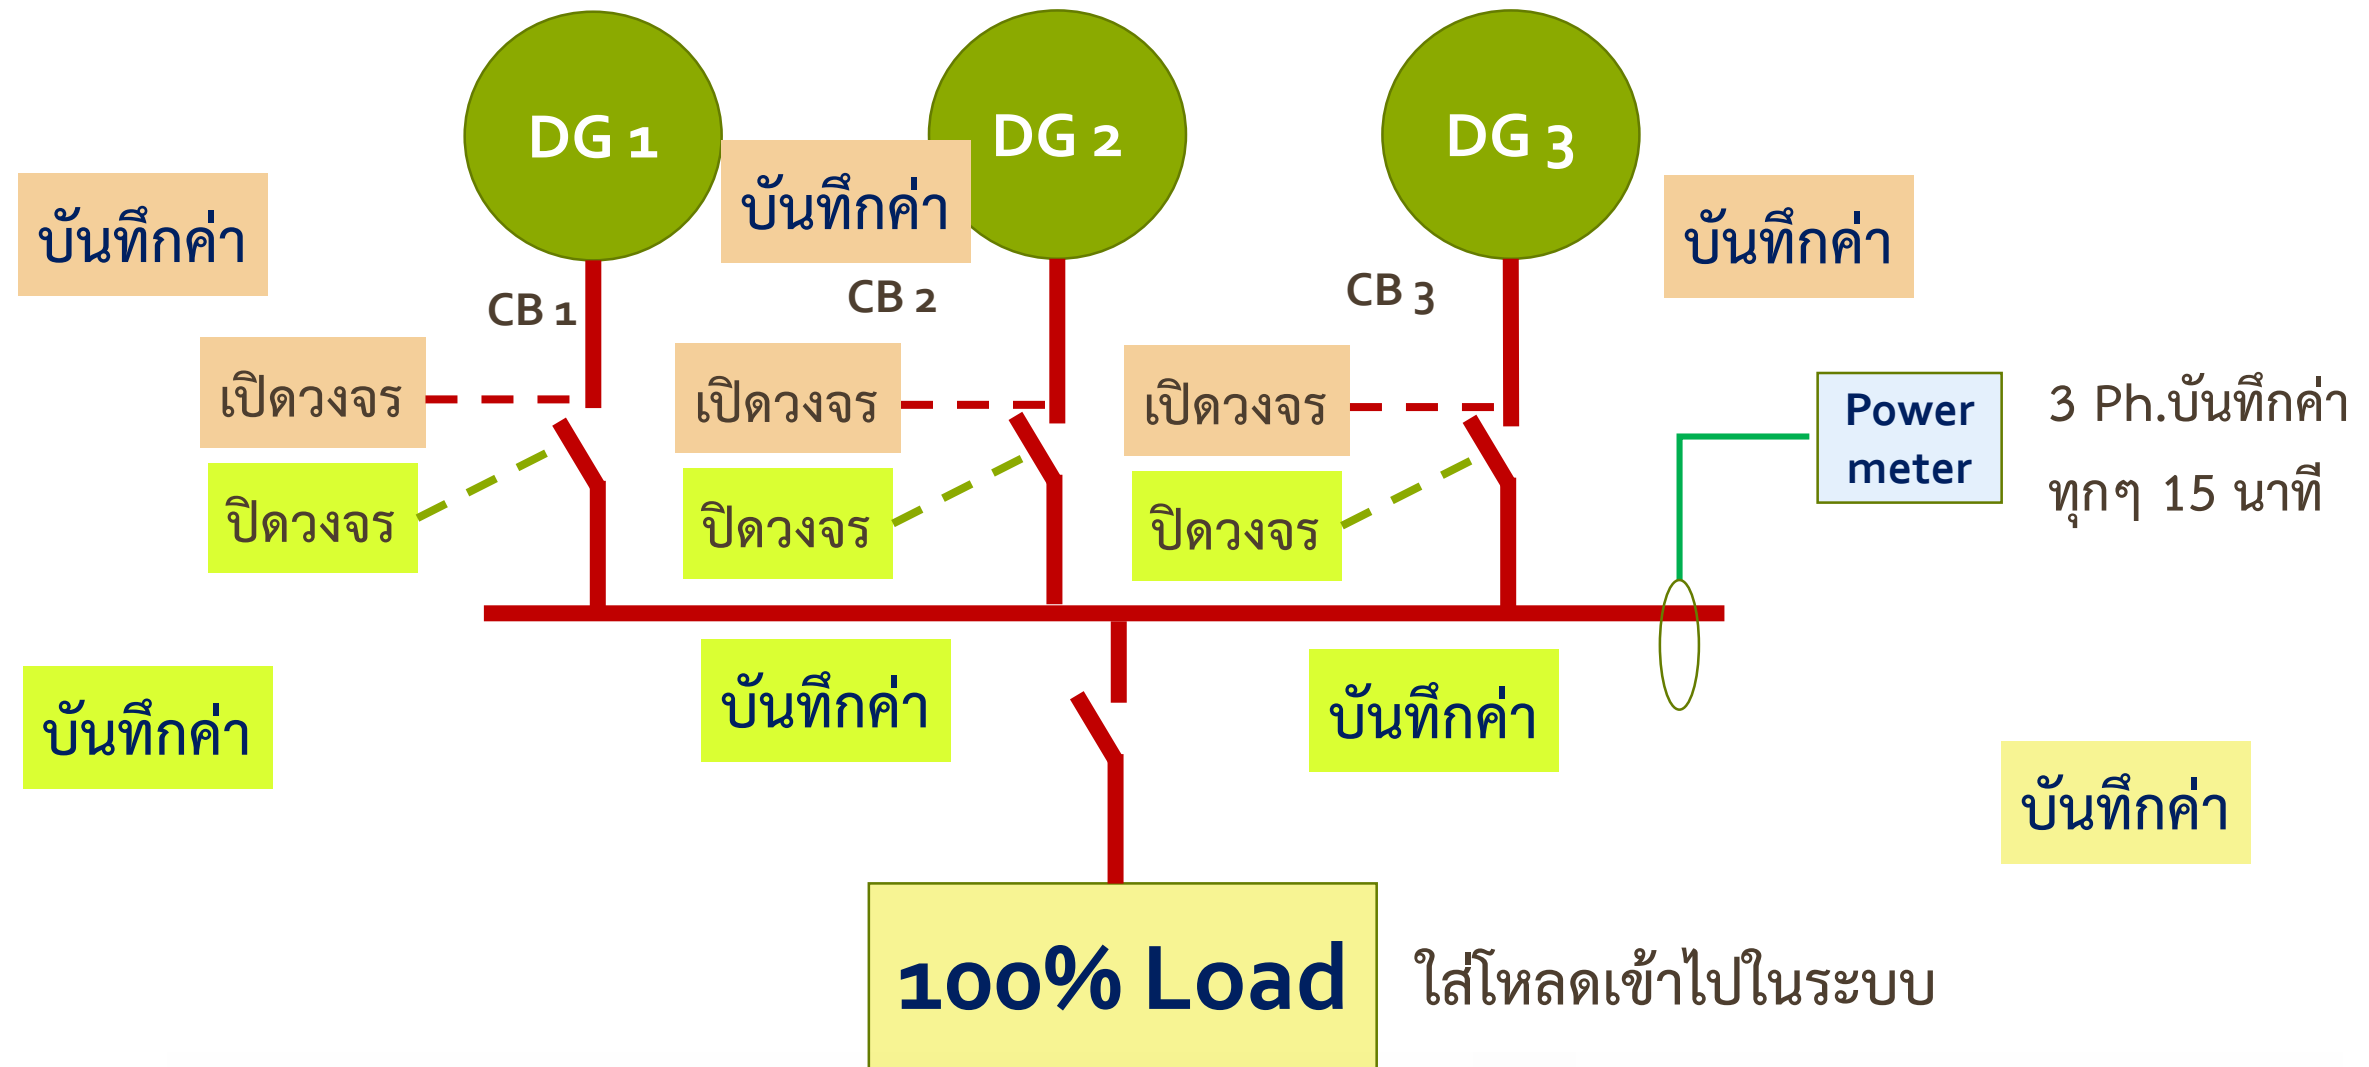 DG 1
DG 2
DG 3
บันทึกค่า
บันทึกค่า
บันทึกค่า
CB 1
CB 2
CB 3
เปิดวงจร
เปิดวงจร
เปิดวงจร
Power
meter
3 Ph.บันทึกค่า
ทุกๆ 15 นาที
ปิดวงจร
ปิดวงจร
ปิดวงจร
บันทึกค่า
บันทึกค่า
บันทึกค่า
บันทึกค่า
100% Load
ใส่โหลดเข้าไปในระบบ